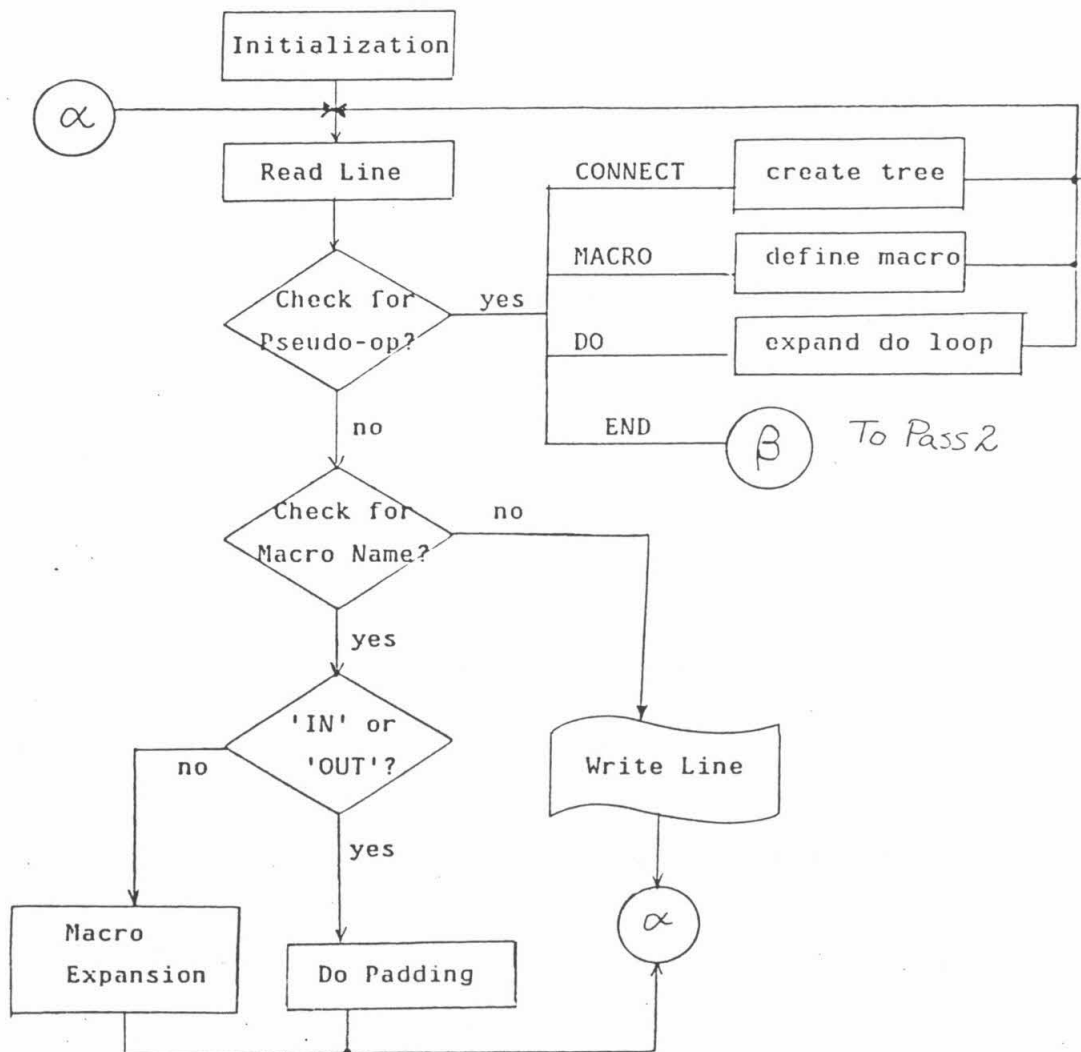 Initialization
α
Read Line
CONNECT
create tree
MACRO
define macro
Check for
Pseudo-op?
yes
DO
expand do loop
no
END
β
To Pass 2
Check for
Macro Name?
no
yes
'IN' or
'OUT'?
no
Write Line
yes
α
Macro
Expansion
Do Padding